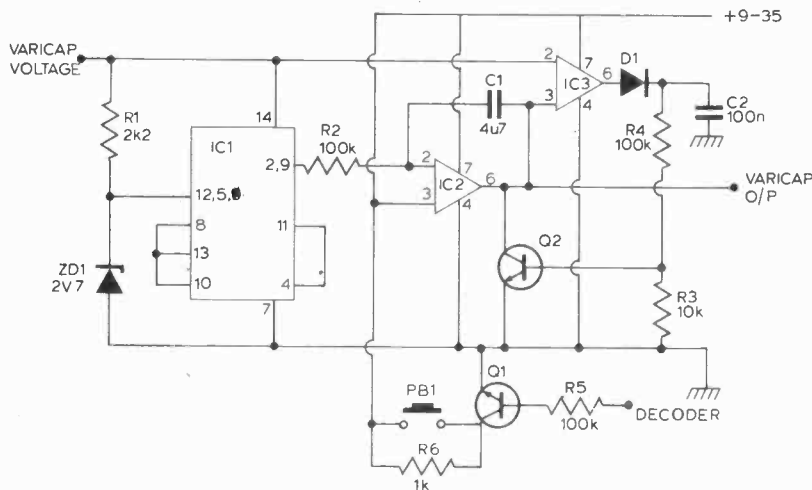 +9-35
VARICAP
VOLTAGE
R1
2k2
14
IC1
2,9
12,5,
8
13
10
11
4
7
ZD1
2V7
R2
100k
C1
4u7
2
3
IC2
7
4
6
2
3
IC3
7
4
6
D1
C2
100n
R4
100k
VARICAP
O/P
Q2
R3
10k
Q1
PB1
R5
100k
DECODER
R6
1k